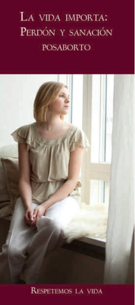 La vida importa:
Perdón y sanación
posaborto
Respetemos la vida